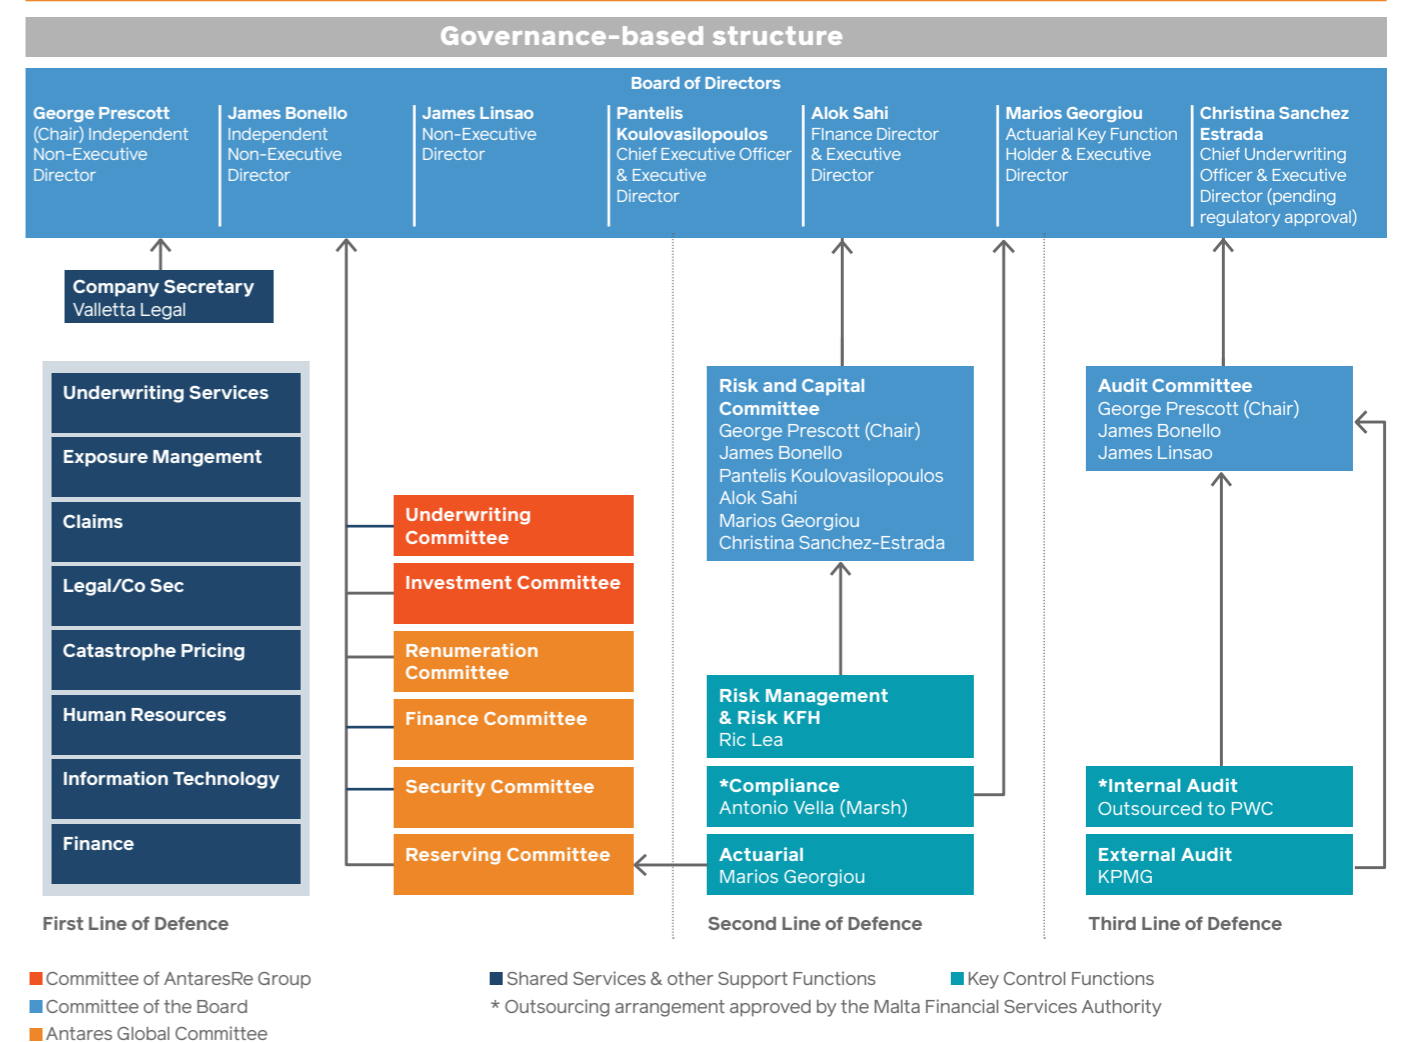 Governance-based structure
Board of Directors
George Prescott
(Chair) Independent
Non-Executive
Director
James Bonello
Independent
Non-Executive
Director
James Linsao
Non-Executive
Director
Pantelis
Koulovasilopoulos
Chief Executive Officer
& Executive
Director
Alok Sahi
FInance Director
& Executive
Director
Marios Georgiou
Actuarial Key Function
Holder & Executive
Director
Christina Sanchez
Estrada
Chief Underwriting
Officer & Executive
Director (pending
regulatory approval)
Company Secretary
Valletta Legal
Underwriting Services
Exposure Mangement
Claims
Legal/Co Sec
Catastrophe Pricing
Human Resources
Information Technology
Finance
First Line of Defence
Underwriting
Committee
Investment Committee
Renumeration
Committee
Finance Committee
Security Committee
Reserving Committee
Risk and Capital
Committee
George Prescott (Chair)
James Bonello
Pantelis Koulovasilopoulos
Alok Sahi
Marios Georgiou
Christina Sanchez-Estrada
Risk Management
& Risk KFH
Ric Lea
*Compliance
Antonio Vella (Marsh)
Actuarial
Marios Georgiou
Second Line of Defence
Audit Committee
George Prescott (Chair)
James Bonello
James Linsao
*Internal Audit
Outsourced to PWC
External Audit
KPMG
Third Line of Defence
Committee of AntaresRe Group
Committee of the Board
Antares Global Committee
Shared Services & other Support Functions
Key Control Functions
* Outsourcing arrangement approved by the Malta Financial Services Authority